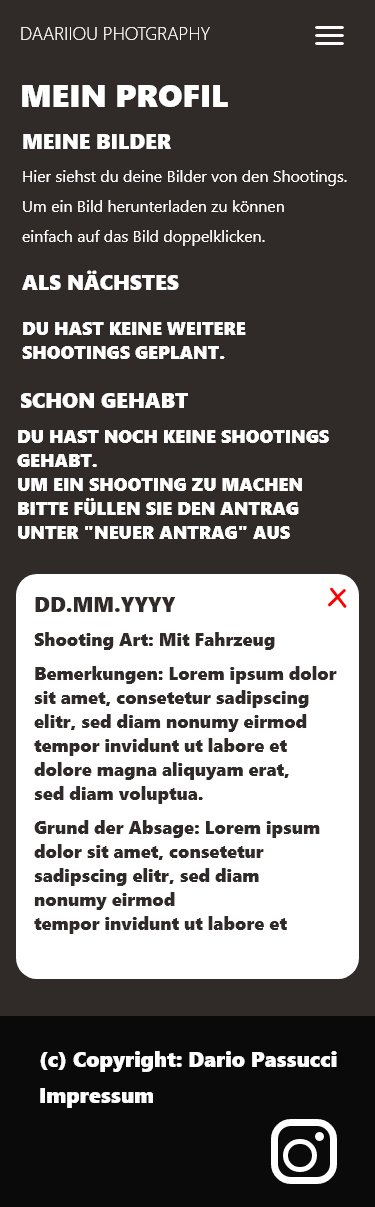 DAARIIOU PHOTGRAPHY
MEIN PROFIL
MEINE BILDER
Hier siehst du deine Bilder von den Shootings.
Um ein Bild herunterladen zu können
einfach auf das Bild doppelklicken.
ALS NÄCHSTES
DU HAST KEINE WEITERE
SHOOTINGS GEPLANT.
SCHON GEHABT
DU HAST NOCH KEINE SHOOTINGS
GEHABT.
UM EIN SHOOTING ZU MACHEN
BITTE FÜLLEN SIE DEN ANTRAG
UNTER "NEUER ANTRAG" AUS
DD.MM.YYYY
Shooting Art: Mit Fahrzeug
Bemerkungen: Lorem ipsum dolor
sit amet, consetetur sadipscing
elitr, sed diam nonumy eirmod
tempor invidunt ut labore et
dolore magna aliquyam erat,
sed diam voluptua.
Grund der Absage: Lorem ipsum
dolor sit amet, consetetur
sadipscing elitr, sed diam
nonumy eirmod
tempor invidunt ut labore et
(c) Copyright: Dario Passucci
Impressum